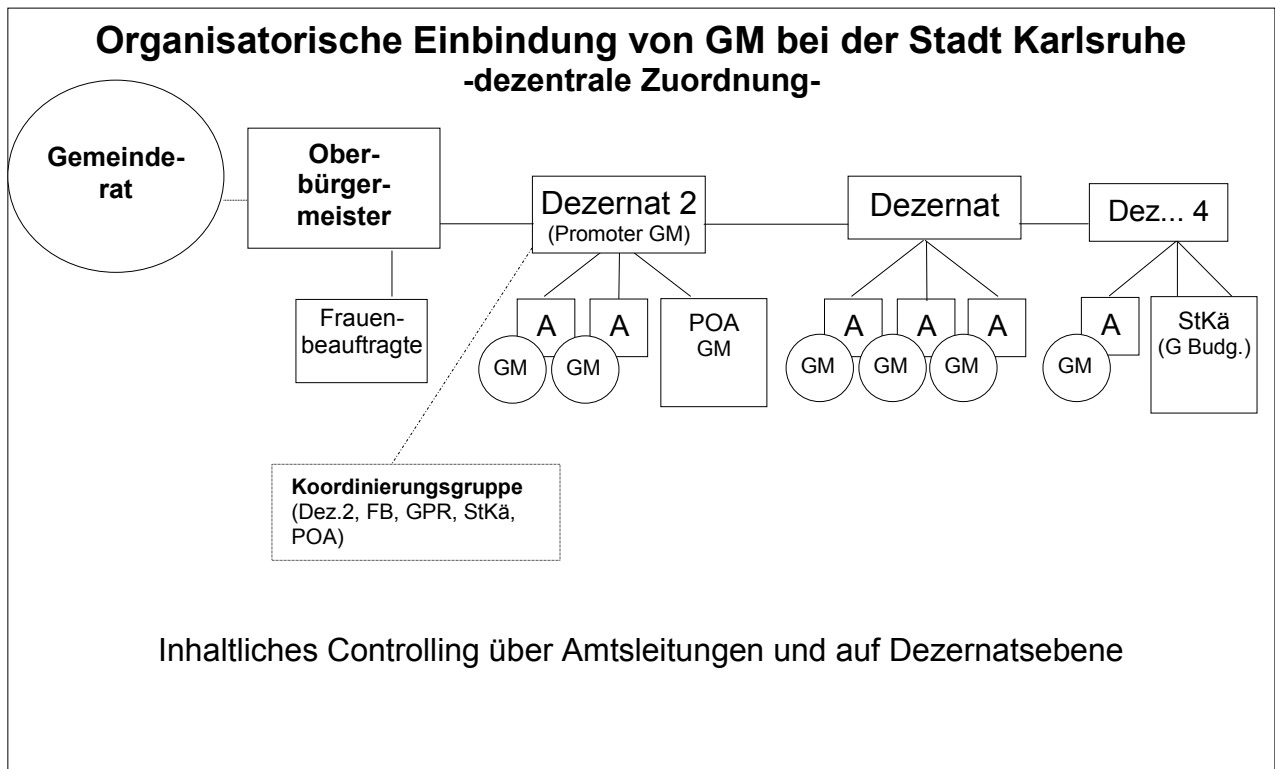 Organisatorische Einbindung von GM bei der Stadt Karlsruhe
-dezentrale Zuordnung-
Gemeinde-
rat
Ober-
bürger-
meister
Dezernat 2
(Promoter GM)
Dezernat
Dez... 4
Frauen-
beauftragte
A
A
POA
GM
GM
GM
A
A
A
GM
GM
GM
A
GM
StKä
(G Budg.)
Koordinierungsgruppe
(Dez.2, FB, GPR, StKä,
POA)
Inhaltliches Controlling über Amtsleitungen und auf Dezernatsebene